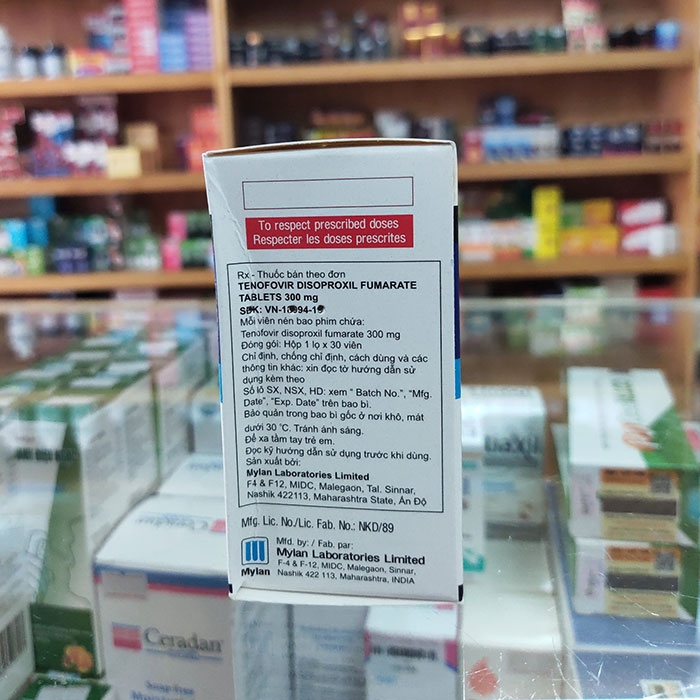 To respect prescribed doses
Respecter les doses prescrites
Rx - Thuốc bán theo đơn
TENOFOVIR DISOPROXIL FUMARATE
TABLETS 300 mg
SĐK:
Mỗi viên nén bao phim chứa:
Tenofovir disoproxil fumarate 300 mg
Đóng gói: Hộp 1 lọ x 30 viên
Chỉ định, chống chỉ định, cách dùng và các
thông tin khác: xin đọc tờ hướng dẫn sử
dụng kèm theo
Số lô SX, NSX, HD: xem " Batch No.", "Mfg.
Date", "Exp. Date" trên bao bì.
Bảo quản trong bao bì gốc ở nơi khô, mát
dưới 30 °C. Tránh ánh sáng.
Để xa tầm tay trẻ em.
Đọc kỹ hướng dẫn sử dụng trước khi dùng.
Sản xuất bởi:
Mylan Laboratories Limited
F4 & F12, MIDC, Malegaon, Tal. Sinnar,
Nashik 422113, Maharashtra State, Ấn Độ
Mfg. Lic. No/Lic. Fab. No.: NKD/89
Mfd. by: / Fab. par:
Mylan Laboratories Limited
F-4 & F-12, MIDC, Malegaon, Sinnar,
Nashik 422 113, Maharashtra, INDIA
Mylan
Ceradan